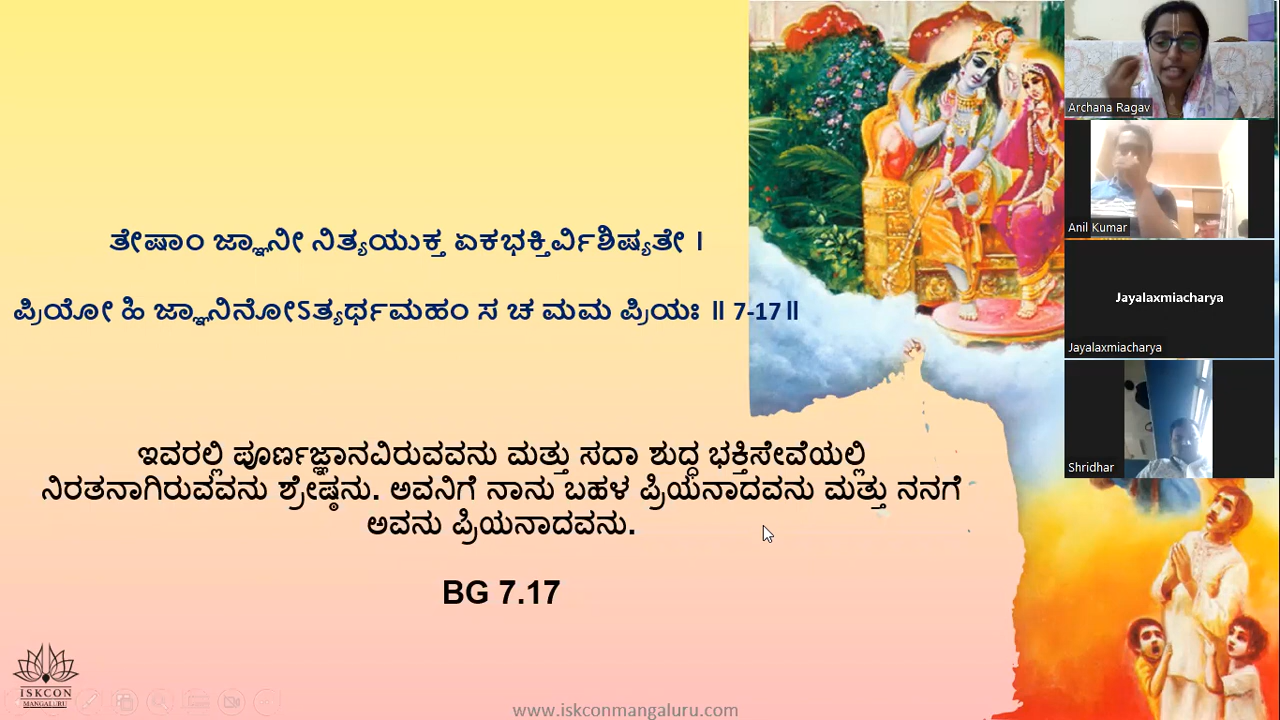 ತೇಷಾಂ ಜ್ಞಾನೀ ನಿತ್ಯಯುಕ್ತ ಏಕಭಕ್ತಿರ್ವಿಶಿಷ್ಯತೇ ।
ಪ್ರಿಯೋ ಹಿ ಜ್ಞಾನಿನೋಽತ್ಯರ್ಥಮಹಂ ಸ ಚ ಮಮ ಪ್ರಿಯಃ ॥ 7-17॥
ಇವರಲ್ಲಿ ಪೂರ್ಣಜ್ಞಾನವಿರುವವನು ಮತ್ತು ಸದಾ ಶುದ್ಧ ಭಕ್ತಿಸೇವೆಯಲ್ಲಿ
ನಿರತನಾಗಿರುವವನು ಶ್ರೇಷ್ಠನು. ಅವನಿಗೆ ನಾನು ಬಹಳ ಪ್ರಿಯನಾದವನು ಮತ್ತು ನನಗೆ
ಅವನು ಪ್ರಿಯನಾದವನು.
BG 7.17
ISKCON
MANGALURU
www.iskconmangaluru.com
Archana Ragav
Anil Kumar
Jayalaxmiacharya
Jayalaxmiacharya
Shridhar